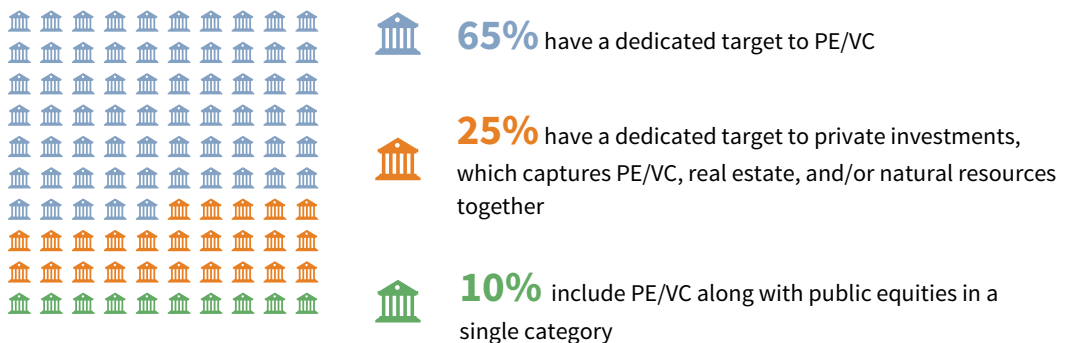 65% have a dedicated target to PE/VC
25% have a dedicated target to private investments,
which captures PE/VC, real estate, and/or natural resources
together
10% include PE/VC along with public equities in a
single category